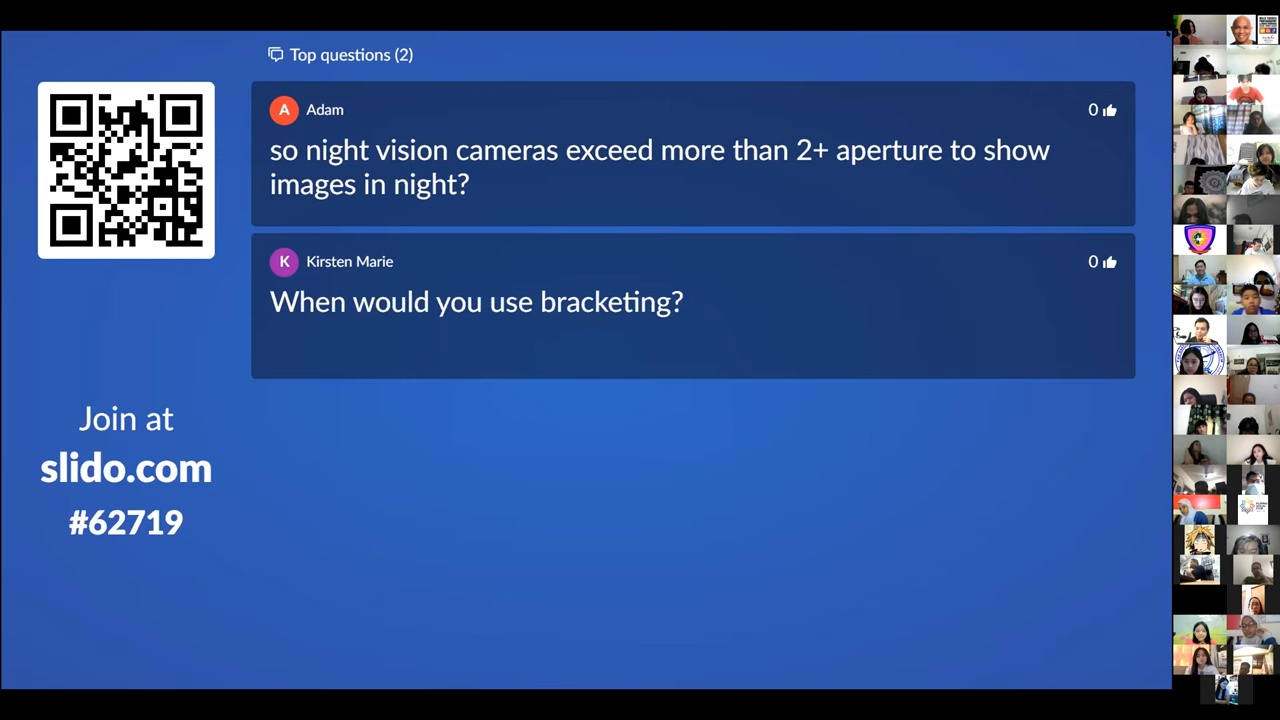 Top questions (2)
A Adam 0
so night vision cameras exceed more than 2+ aperture to show
images in night?
K Kirsten Marie 0
When would you use bracketing?
Join at
slido.com
#62719